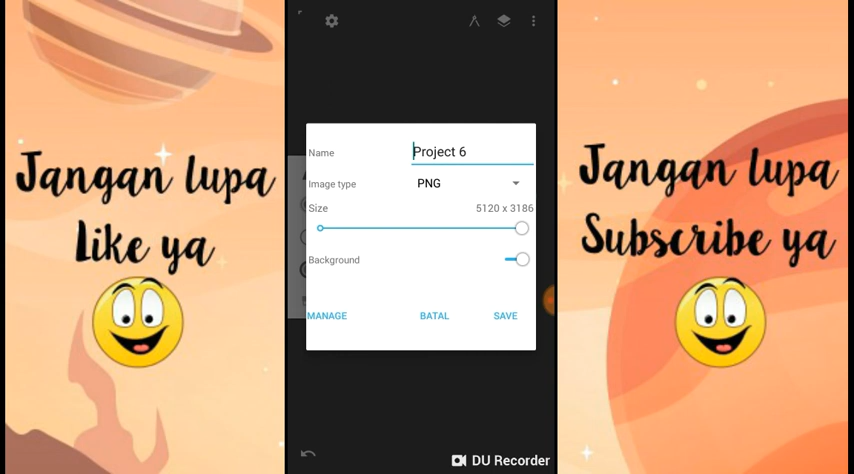 Jangan lupa
Like ya
Name
Project 6
Image type
PNG
Size
5120 x 3186
Background
MANAGE
BATAL
SAVE
DU Recorder
Jangan lupa
Subscribe ya